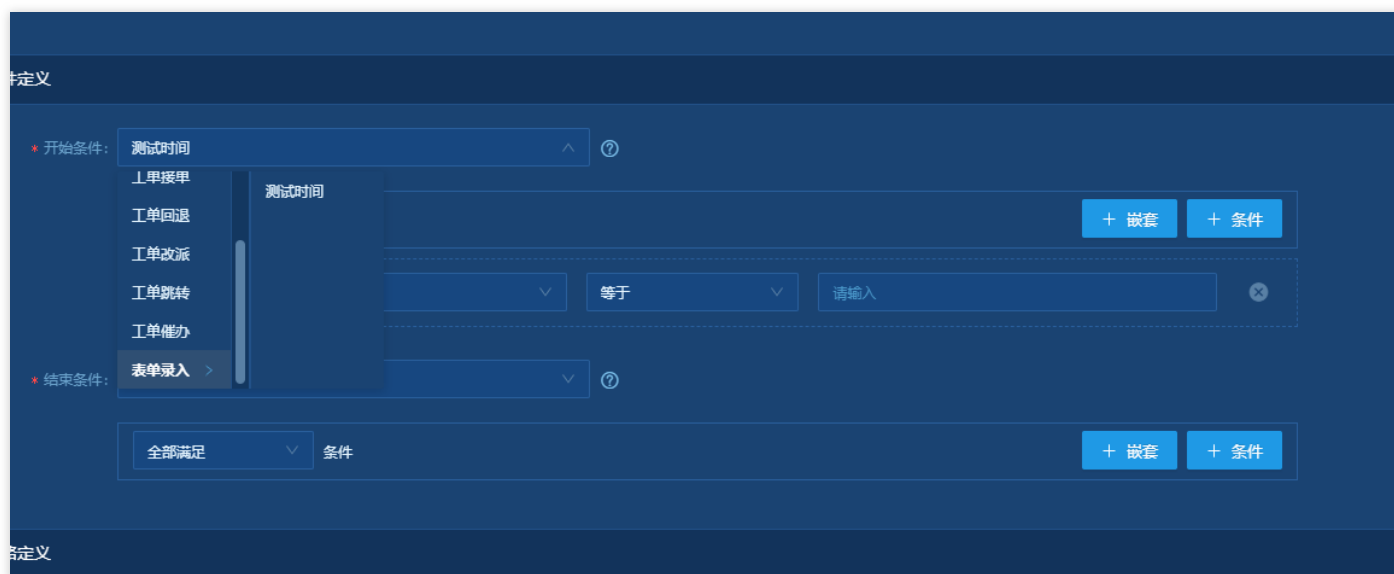 件定义
* 开始条件: 测试时间
工单接单
测试时间
工单回退
+ 嵌套 + 条件
工单改派
工单跳转
等于 请输入
工单催办
表单录入 >
* 结束条件:
全部满足 条件 + 嵌套 + 条件
略定义